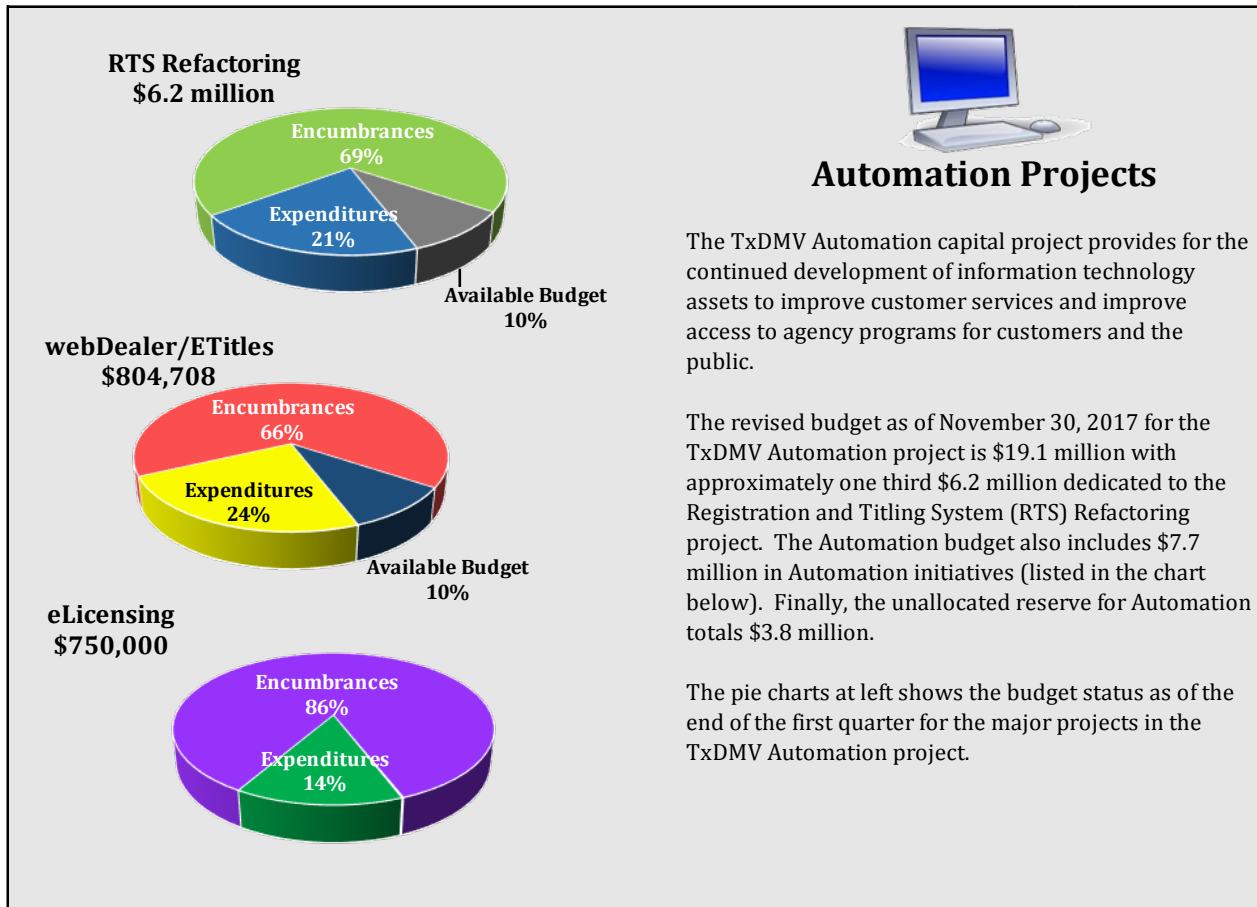 RTS Refactoring
$6.2 million
Encumbrances
69%
Expenditures
21%
Available Budget
10%
webDealer/ETitles
$804,708
Encumbrances
66%
Expenditures
24%
Available Budget
10%
eLicensing
$750,000
Encumbrances
86%
Expenditures
14%
Automation Projects
The TxDMV Automation capital project provides for the
continued development of information technology
assets to improve customer services and improve
access to agency programs for customers and the
public.
The revised budget as of November 30, 2017 for the
TxDMV Automation project is $19.1 million with
approximately one third $6.2 million dedicated to the
Registration and Titling System (RTS) Refactoring
project.  The Automation budget also includes $7.7
million in Automation initiatives (listed in the chart
below).  Finally, the unallocated reserve for Automation
totals $3.8 million.
The pie charts at left shows the budget status as of the
end of the first quarter for the major projects in the
TxDMV Automation project.